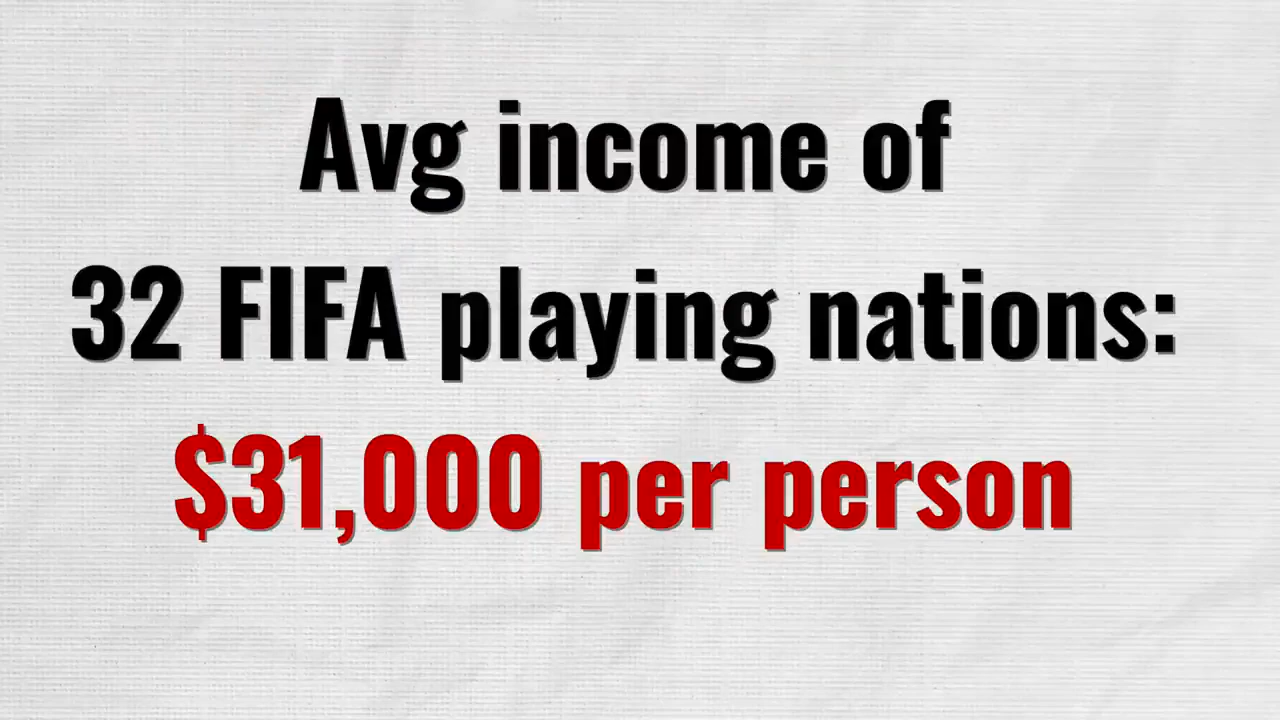 Avg income of
32 FIFA playing nations:
$31,000 per person